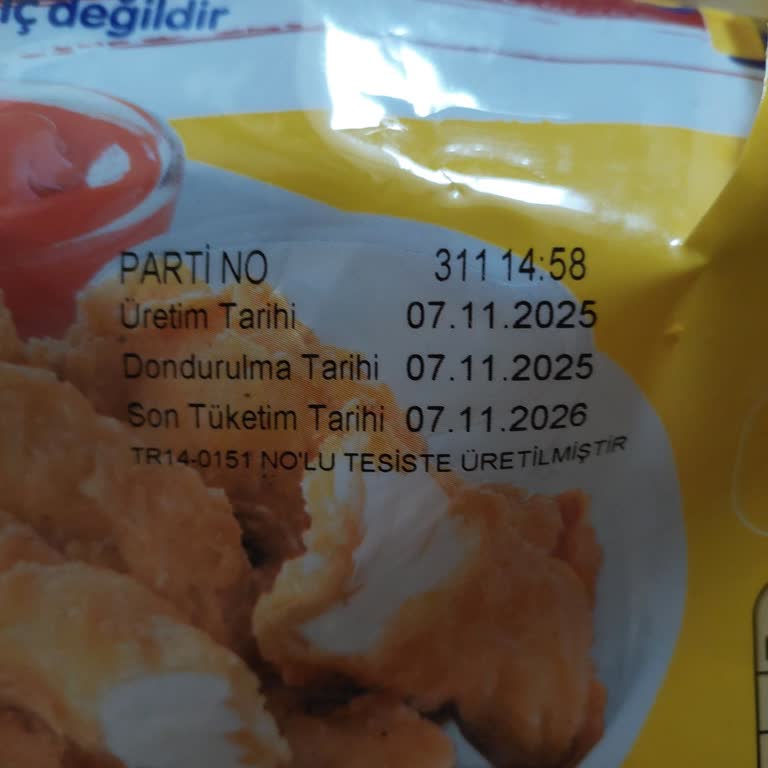 iç değildir
PARTİ NO 311 14:58
Üretim Tarihi 07.11.2025
Dondurulma Tarihi 07.11.2025
Son Tüketim Tarihi 07.11.2026
TR14-0151 NO'LU TESİSTE ÜRETİLMİŞTİR